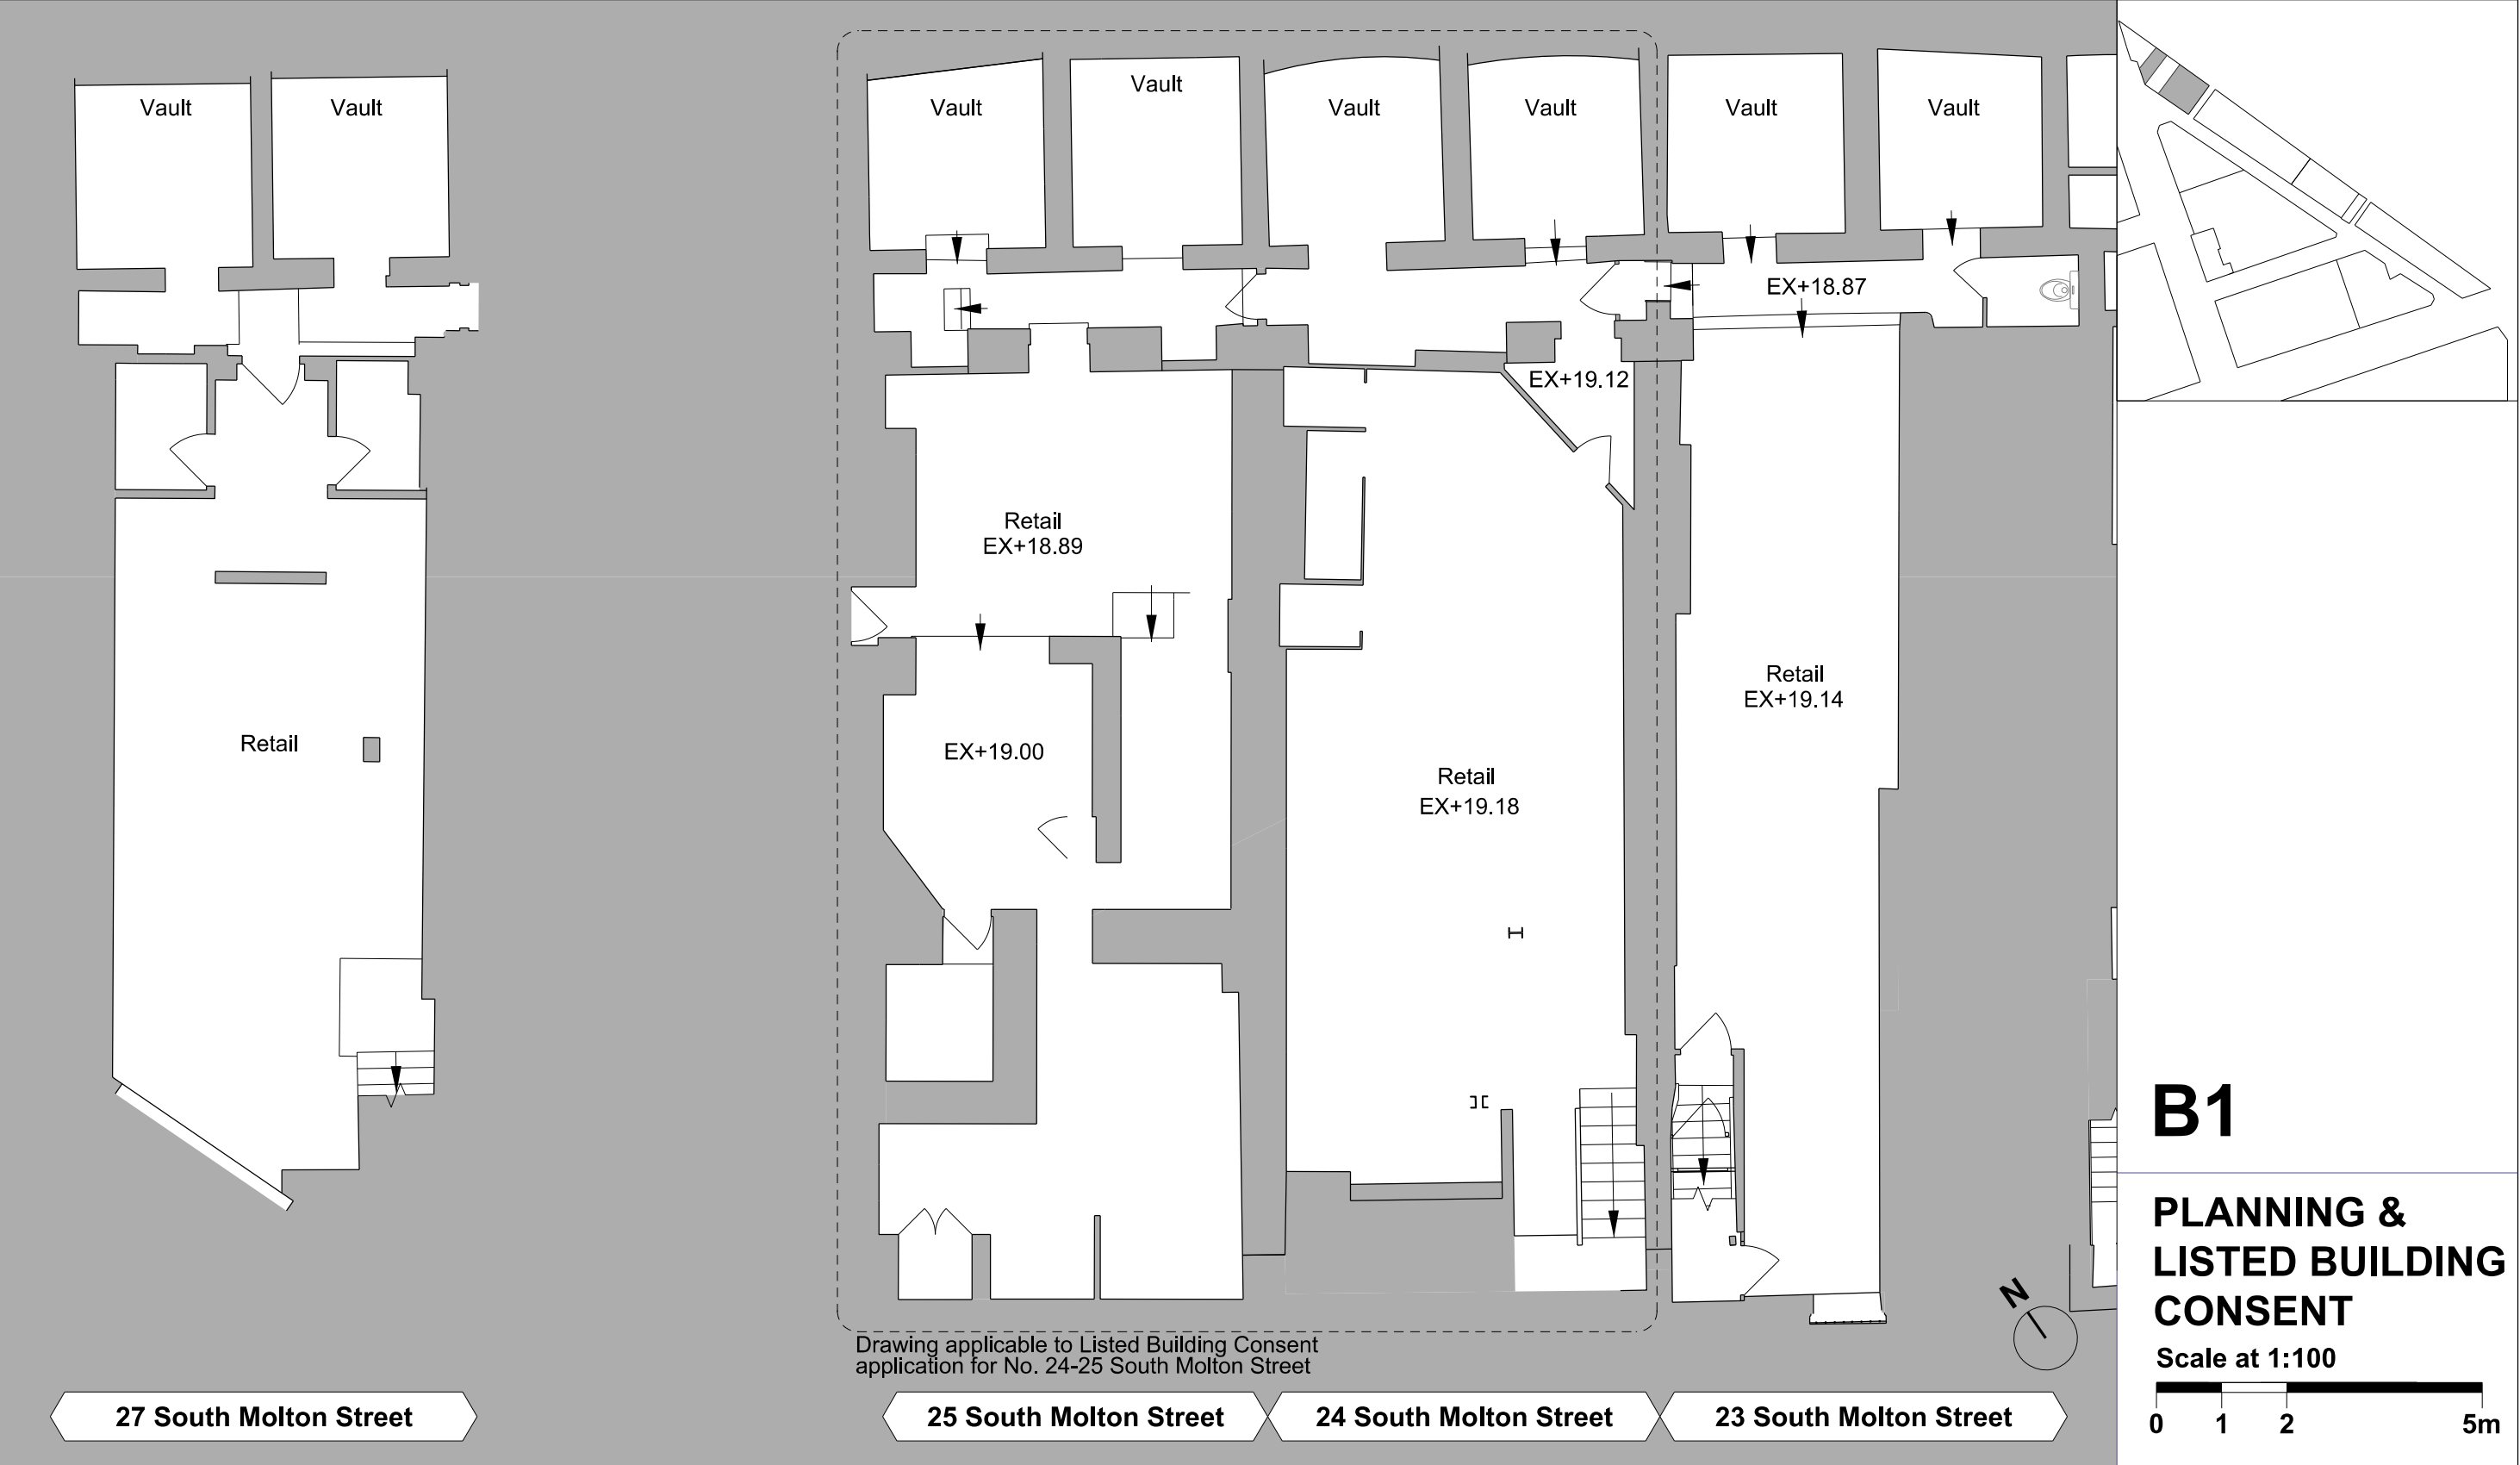 Vault
Vault
Vault
Vault
Vault
Vault
Vault
Vault
EX+18.87
EX+19.12
Retail
EX+18.89
Retail
EX+19.14
Retail
EX+19.00
Retail
EX+19.18
Drawing applicable to Listed Building Consent
application for No. 24-25 South Molton Street
27 South Molton Street
25 South Molton Street
24 South Molton Street
23 South Molton Street
N
B1
PLANNING &
LISTED BUILDING
CONSENT
Scale at 1:100
0 1 2 5m